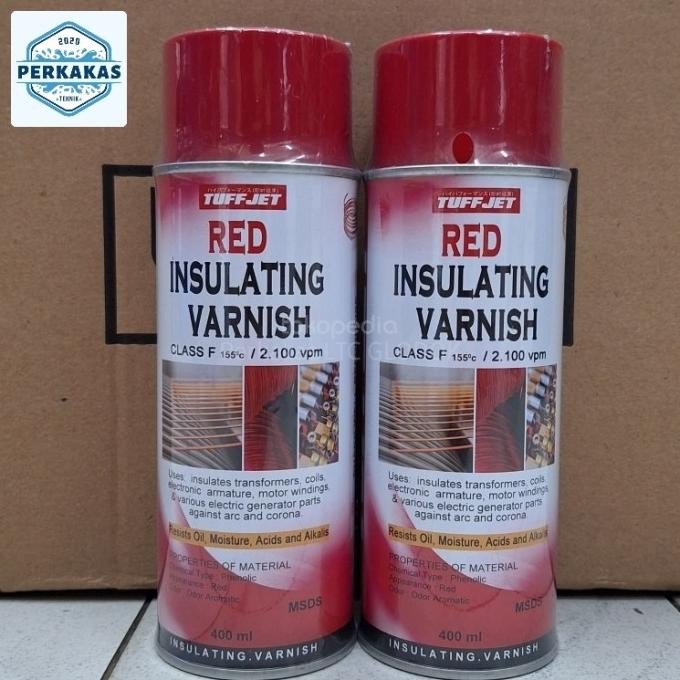 2020
PERKAKAS
TEKNIK
TUFFJET
RED
INSULATING
VARNISH
CLASS F 155ºc / 2.100 vpm
Uses: insulates transformers, coils,
electronic armature, motor windings,
& various electric generator parts
against arc and corona.
Resists Oil, Moisture, Acids and Alkalis
PROPERTIES OF MATERIAL
Chemical Type : Phenolic
Appearance : Red
Odor : Odor Aromatic
MSDS
400 ml
INSULATING.VARNISH
TUFFJET
RED
INSULATING
VARNISH
CLASS F 155ºc / 2.100 vpm
Uses: insulates transformers, coils,
electronic armature, motor windings,
& various electric generator parts
against arc and corona.
Resists Oil, Moisture, Acids and Alkalis
PROPERTIES OF MATERIAL
Chemical Type : Phenolic
Appearance : Red
Odor : Odor Aromatic
MSDS
400 ml
INSULATING.VARNISH
tokopedia